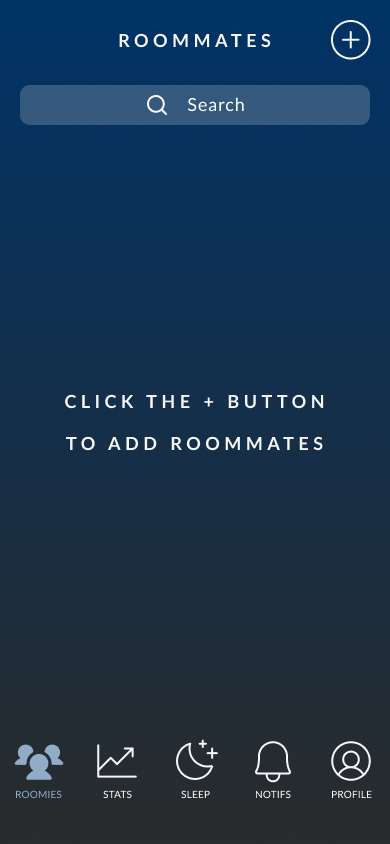 ROOMMATES
Search
CLICK THE + BUTTON
TO ADD ROOMMATES
ROOMIES STATS SLEEP NOTIFS PROFILE